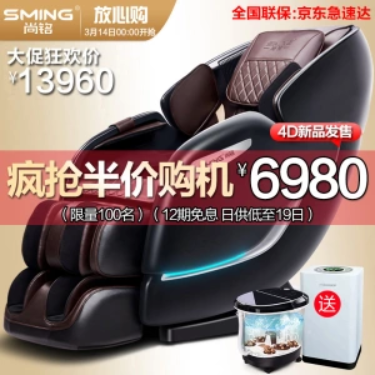 SMING
尚铭
放心购
3月14日00:00开抢
全国联保:京东急速达
大促狂欢价
¥13960
4D新品发售
疯抢半价购机¥6980
(限量100名)(12期免息 日供低至19日)
送